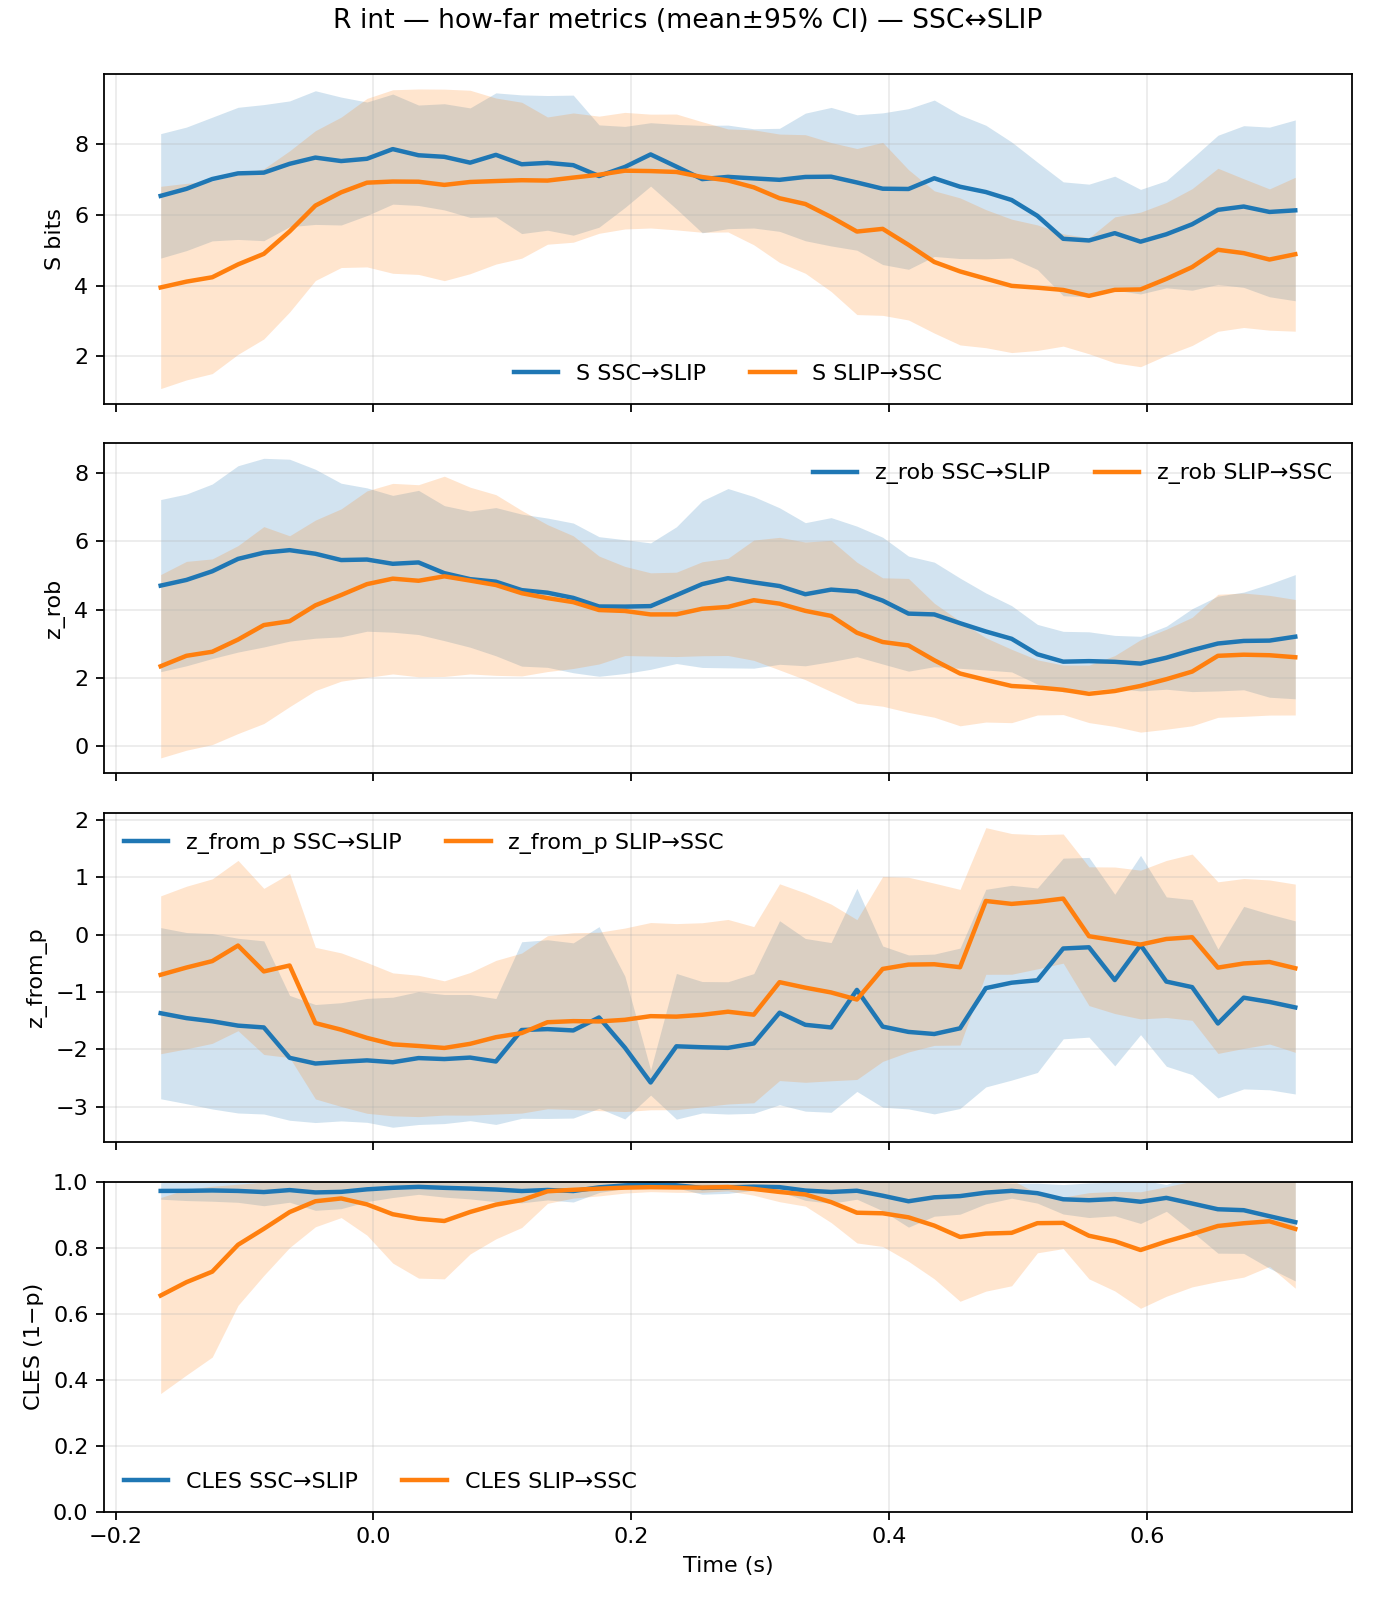 R int — how-far metrics (mean±95% CI) — SSC↔SLIP
8
6
4
2
S bits
S SSC→SLIP
S SLIP→SSC
8
6
4
2
0
z_rob
z_rob SSC→SLIP
z_rob SLIP→SSC
2
1
0
−1
−2
−3
z_from_p
z_from_p SSC→SLIP
z_from_p SLIP→SSC
1.0
0.8
0.6
0.4
0.2
0.0
CLES (1−p)
CLES SSC→SLIP
CLES SLIP→SSC
−0.2
0.0
0.2
0.4
0.6
Time (s)